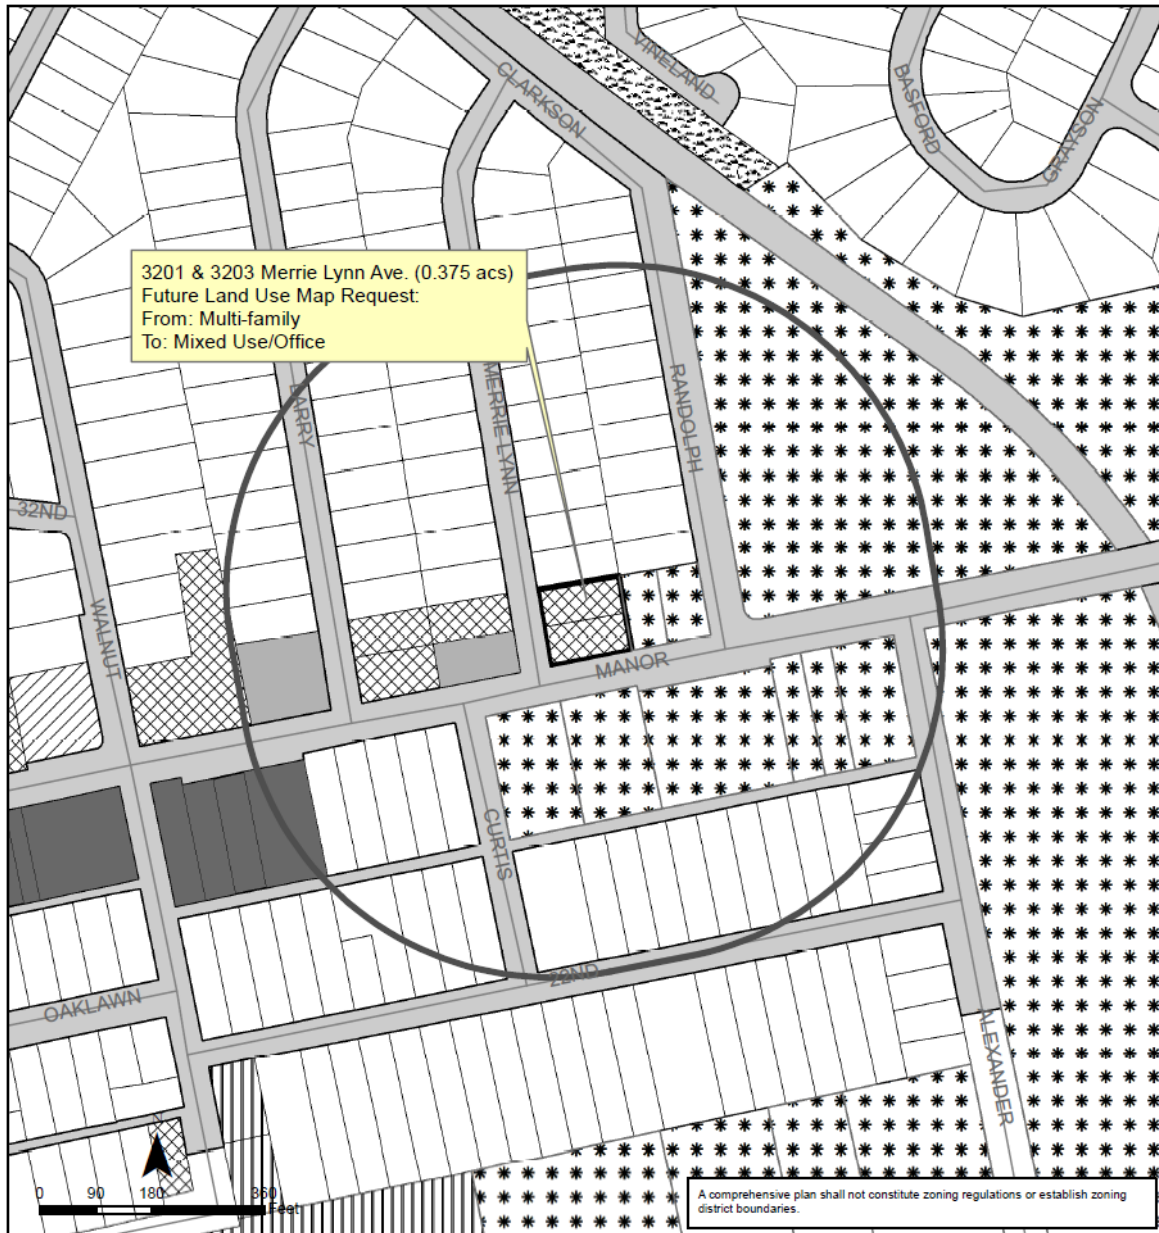 VINELAND
CLARKSON
BASFORD
GRAYSON
3201 & 3203 Merrie Lynn Ave. (0.375 acs)
Future Land Use Map Request:
From: Multi-family
To: Mixed Use/Office
LARRY
MERRIE LYNN
RANDOLPH
32ND
WALNUT
MANOR
CURTIS
22ND
OAKLAWN
ALEXANDER
N
0 90 180 360
Feet
A comprehensive plan shall not constitute zoning regulations or establish zoning
district boundaries.